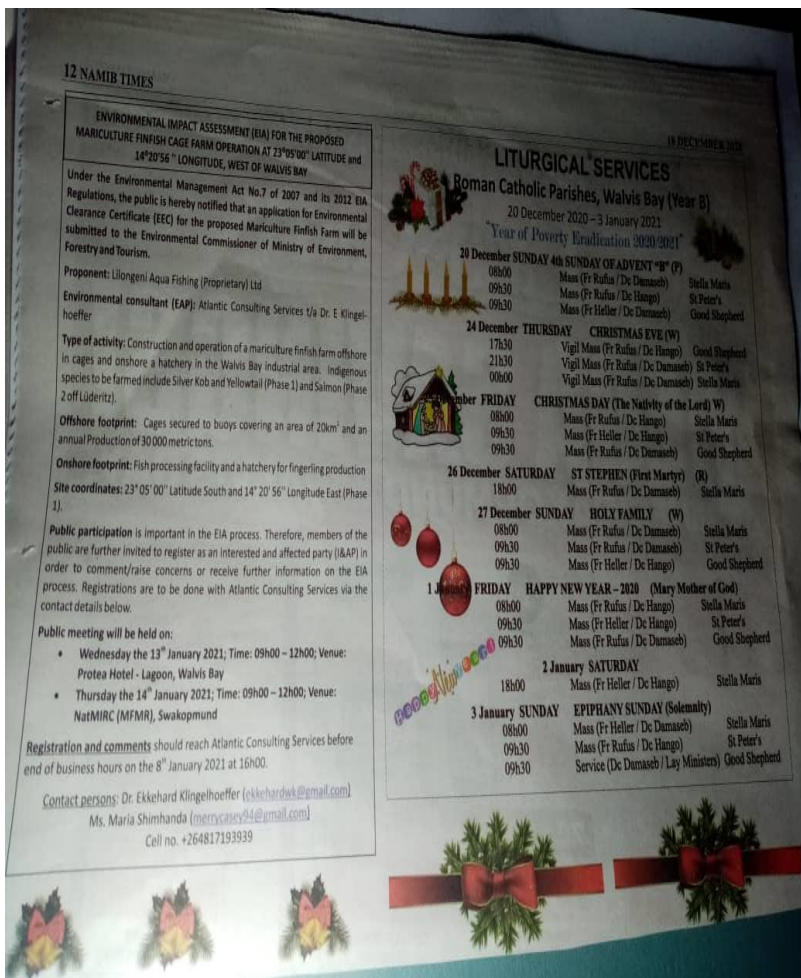 12 NAMIB TIMES
18 DECEMBER 2020
ENVIRONMENTAL IMPACT ASSESSMENT (EIA) FOR THE PROPOSED
MARICULTURE FINFISH CAGE FARM OPERATION AT 23°05'00" LATITUDE and
14°20'56 " LONGITUDE, WEST OF WALVIS BAY
Under the Environmental Management Act No.7 of 2007 and its 2012 EIA
Regulations, the public is hereby notified that an application for Environmental
Clearance Certificate (EEC) for the proposed Mariculture Finfish Farm will be
submitted to the Environmental Commissioner of Ministry of Environment,
Forestry and Tourism.
Proponent: Lilongeni Aqua Fishing (Proprietary) Ltd
Environmental consultant (EAP): Atlantic Consulting Services t/a Dr. E Klingel-
hoeffer
Type of activity: Construction and operation of a mariculture finfish farm offshore
in cages and onshore a hatchery in the Walvis Bay industrial area. Indigenous
species to be farmed include Silver Kob and Yellowtail (Phase 1) and Salmon (Phase
2 off Lüderitz).
Offshore footprint: Cages secured to buoys covering an area of 20km² and an
annual Production of 30 000 metric tons.
Onshore footprint: Fish processing facility and a hatchery for fingerling production
Site coordinates: 23° 05' 00" Latitude South and 14° 20' 56" Longitude East (Phase
1).
Public participation is important in the EIA process. Therefore, members of the
public are further invited to register as an interested and affected party (I&AP) in
order to comment/raise concerns or receive further information on the EIA
process. Registrations are to be done with Atlantic Consulting Services via the
contact details below.
Public meeting will be held on:
• Wednesday the 13th January 2021; Time: 09h00 – 12h00; Venue:
Protea Hotel - Lagoon, Walvis Bay
• Thursday the 14th January 2021; Time: 09h00 – 12h00; Venue:
NatMIRC (MFMR), Swakopmund
Registration and comments should reach Atlantic Consulting Services before
end of business hours on the 8th January 2021 at 16h00.
Contact persons: Dr. Ekkehard Klingelhoeffer (ekkehardwk@gmail.com)
Ms. Maria Shimhanda (merrycasey94@gmail.com)
Cell no. +264817193939
LITURGICAL SERVICES
Roman Catholic Parishes, Walvis Bay (Year B)
20 December 2020 – 3 January 2021
"Year of Poverty Eradication 2020/2021"
20 December SUNDAY 4th SUNDAY OF ADVENT "B" (P)
08h00 Mass (Fr Rufus / Dc Damaseb) Stella Maris
09h30 Mass (Fr Rufus / Dc Hango) St Peter's
09h30 Mass (Fr Heller / Dc Damaseb) Good Shepherd
24 December THURSDAY CHRISTMAS EVE (W)
17h30 Vigil Mass (Fr Rufus / Dc Hango) Good Shepherd
21h30 Vigil Mass (Fr Rufus / Dc Damaseb) St Peter's
00h00 Vigil Mass (Fr Rufus / Dc Damaseb) Stella Maris
mber FRIDAY CHRISTMAS DAY (The Nativity of the Lord) W)
08h00 Mass (Fr Rufus / Dc Hango) Stella Maris
09h30 Mass (Fr Heller / Dc Hango) St Peter's
09h30 Mass (Fr Rufus / Dc Damaseb) Good Shepherd
26 December SATURDAY ST STEPHEN (First Martyr) (R)
18h00 Mass (Fr Rufus / Dc Damaseb) Stella Maris
27 December SUNDAY HOLY FAMILY (W)
08h00 Mass (Fr Rufus / Dc Damaseb) Stella Maris
09h30 Mass (Fr Rufus / Dc Damaseb) St Peter's
09h30 Mass (Fr Heller / Dc Hango) Good Shepherd
1 January FRIDAY HAPPY NEW YEAR – 2020 (Mary Mother of God)
08h00 Mass (Fr Rufus / Dc Hango) Stella Maris
09h30 Mass (Fr Heller / Dc Hango) St Peter's
09h30 Mass (Fr Rufus / Dc Damaseb) Good Shepherd
2 January SATURDAY
18h00 Mass (Fr Heller / Dc Hango) Stella Maris
3 January SUNDAY EPIPHANY SUNDAY (Solemnity)
08h00 Mass (Fr Heller / Dc Damaseb) Stella Maris
09h30 Mass (Fr Rufus / Dc Hango) St Peter's
09h30 Service (Dc Damaseb / Lay Ministers) Good Shepherd